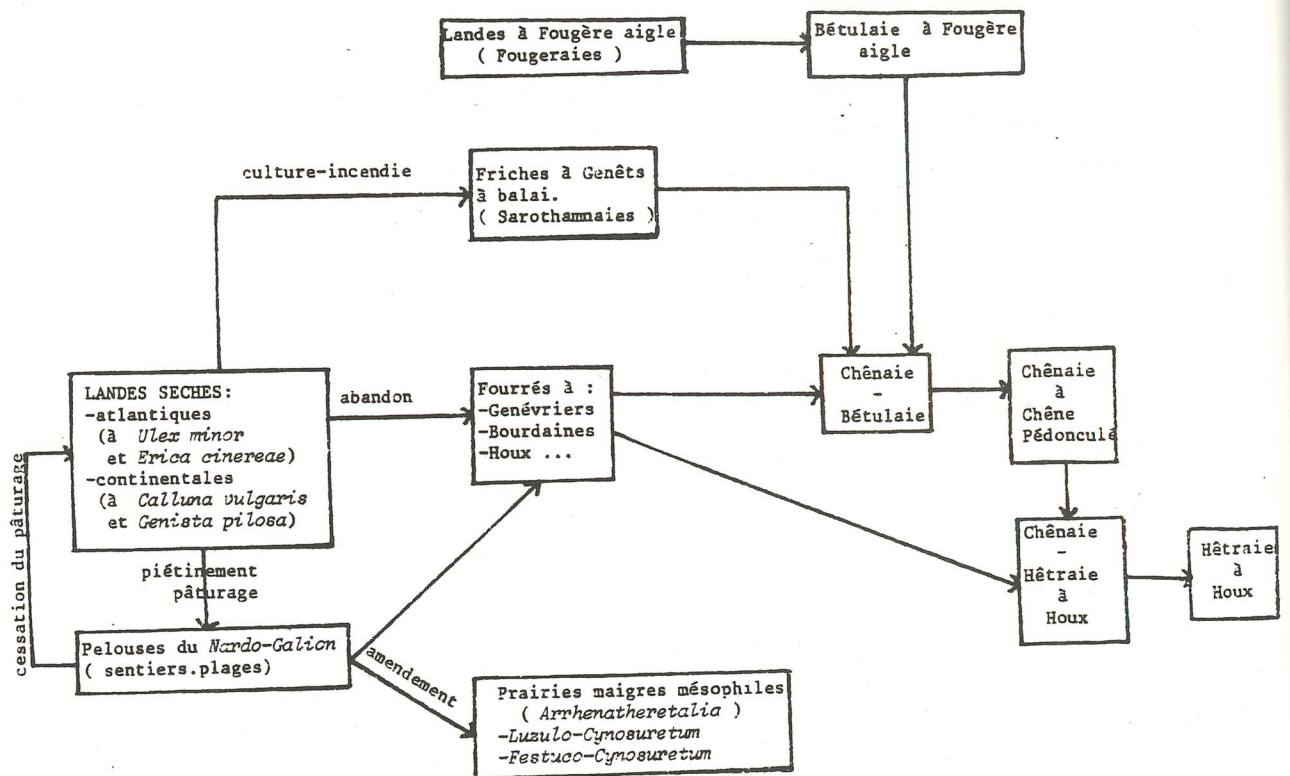 Landes à Fougère aigle
( Fougeraies )
Bétulaie à Fougère
aigle
culture-incendie
Friches à Genêts
à balai.
( Sarothamnaies )
LANDES SECHES:
-atlantiques
(à Ulex minor
et Erica cinereae)
-continentales
(à Calluna vulgaris
et Genista pilosa)
abandon
Fourrés à :
-Genévriers
-Bourdaines
-Houx ...
Chênaie
-
Bétulaie
Chênaie
à
Chêne
Pédonculé
cessation du pâturage
piétinement
pâturage
Chênaie
-
Hêtraie
à
Houx
Hêtraie
à
Houx
Pelouses du Nardo-Galion
( sentiers.plages)
amendement
Prairies maigres mésophiles
( Arrhenatheretalia )
-Luzulo-Cynosuretum
-Festuco-Cynosuretum